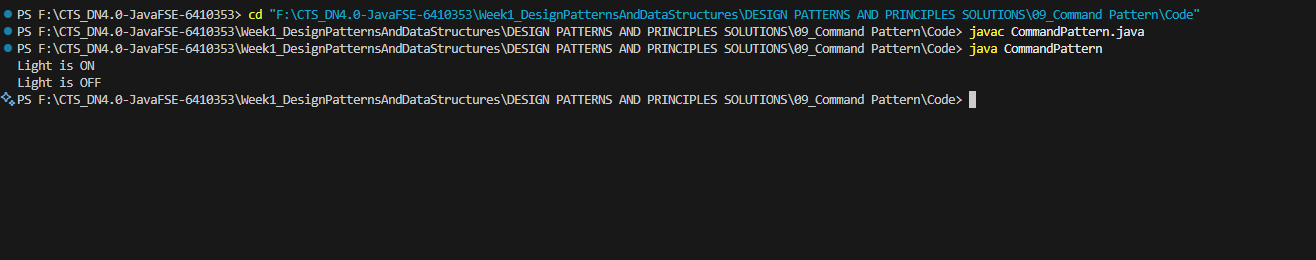 PS F:\CTS_DN4.0-JavaFSE-6410353> cd "F:\CTS_DN4.0-JavaFSE-6410353\Week1_DesignPatternsAndDataStructures\DESIGN PATTERNS AND PRINCIPLES SOLUTIONS\09_Command Pattern\Code"
PS F:\CTS_DN4.0-JavaFSE-6410353\Week1_DesignPatternsAndDataStructures\DESIGN PATTERNS AND PRINCIPLES SOLUTIONS\09_Command Pattern\Code> javac CommandPattern.java
PS F:\CTS_DN4.0-JavaFSE-6410353\Week1_DesignPatternsAndDataStructures\DESIGN PATTERNS AND PRINCIPLES SOLUTIONS\09_Command Pattern\Code> java CommandPattern
Light is ON
Light is OFF
PS F:\CTS_DN4.0-JavaFSE-6410353\Week1_DesignPatternsAndDataStructures\DESIGN PATTERNS AND PRINCIPLES SOLUTIONS\09_Command Pattern\Code>